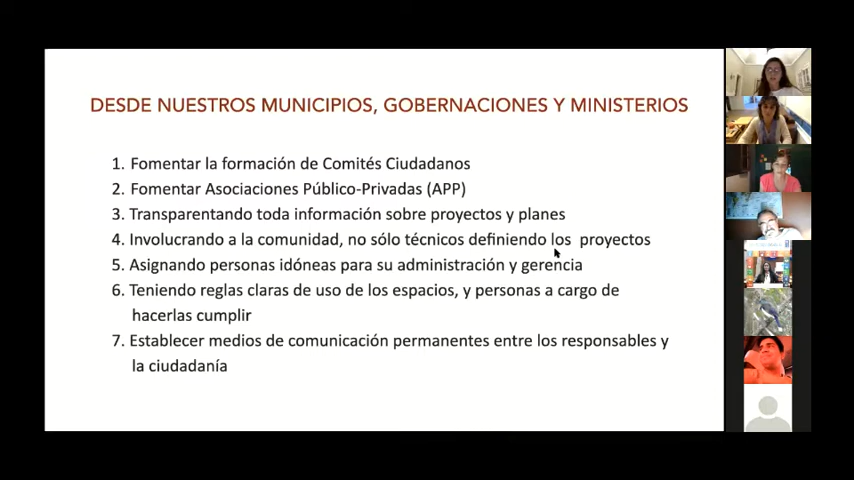 DESDE NUESTROS MUNICIPIOS, GOBERNACIONES Y MINISTERIOS
1. Fomentar la formación de Comités Ciudadanos
2. Fomentar Asociaciones Público-Privadas (APP)
3. Transparentando toda información sobre proyectos y planes
4. Involucrando a la comunidad, no sólo técnicos definiendo los proyectos
5. Asignando personas idóneas para su administración y gerencia
6. Teniendo reglas claras de uso de los espacios, y personas a cargo de
hacerlas cumplir
7. Establecer medios de comunicación permanentes entre los responsables y
la ciudadanía